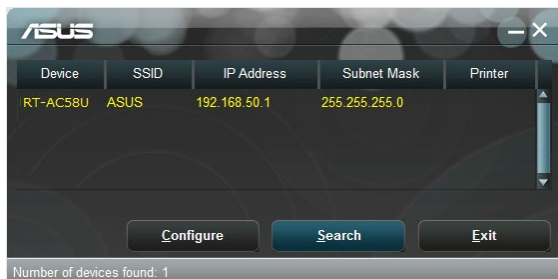 ASUS
Device SSID IP Address Subnet Mask Printer
RT-AC58U ASUS 192.168.50.1 255.255.255.0
Configure Search Exit
Number of devices found: 1